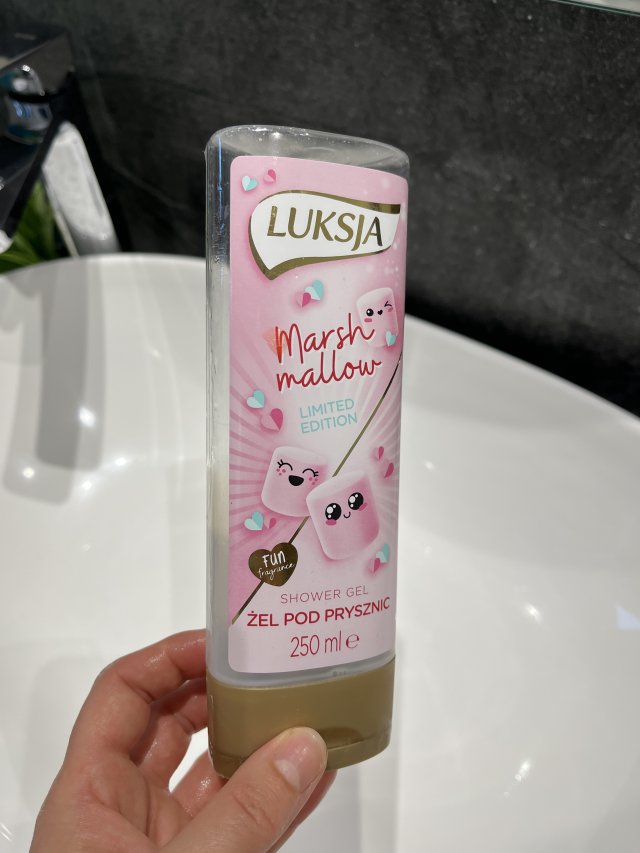 LUKSJA
Marsh
mallow
LIMITED
EDITION
Fun
fragrance
SHOWER GEL
ŻEL POD PRYSZNIC
250 ml ℮